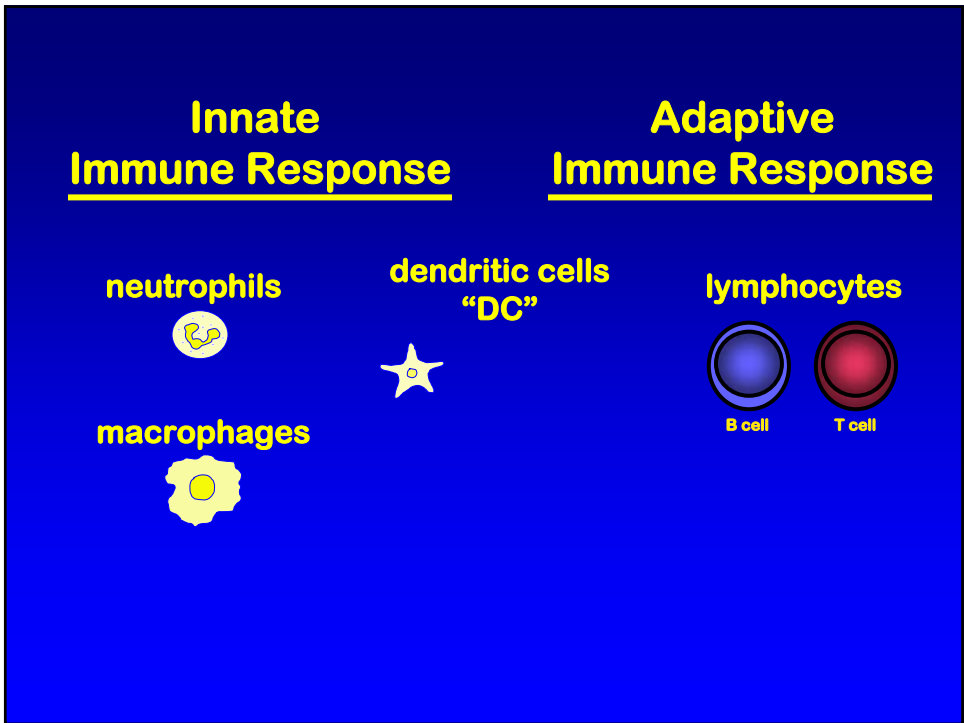 Innate
Immune Response
Adaptive
Immune Response
neutrophils
dendritic cells
“DC”
lymphocytes
macrophages
B cell
T cell